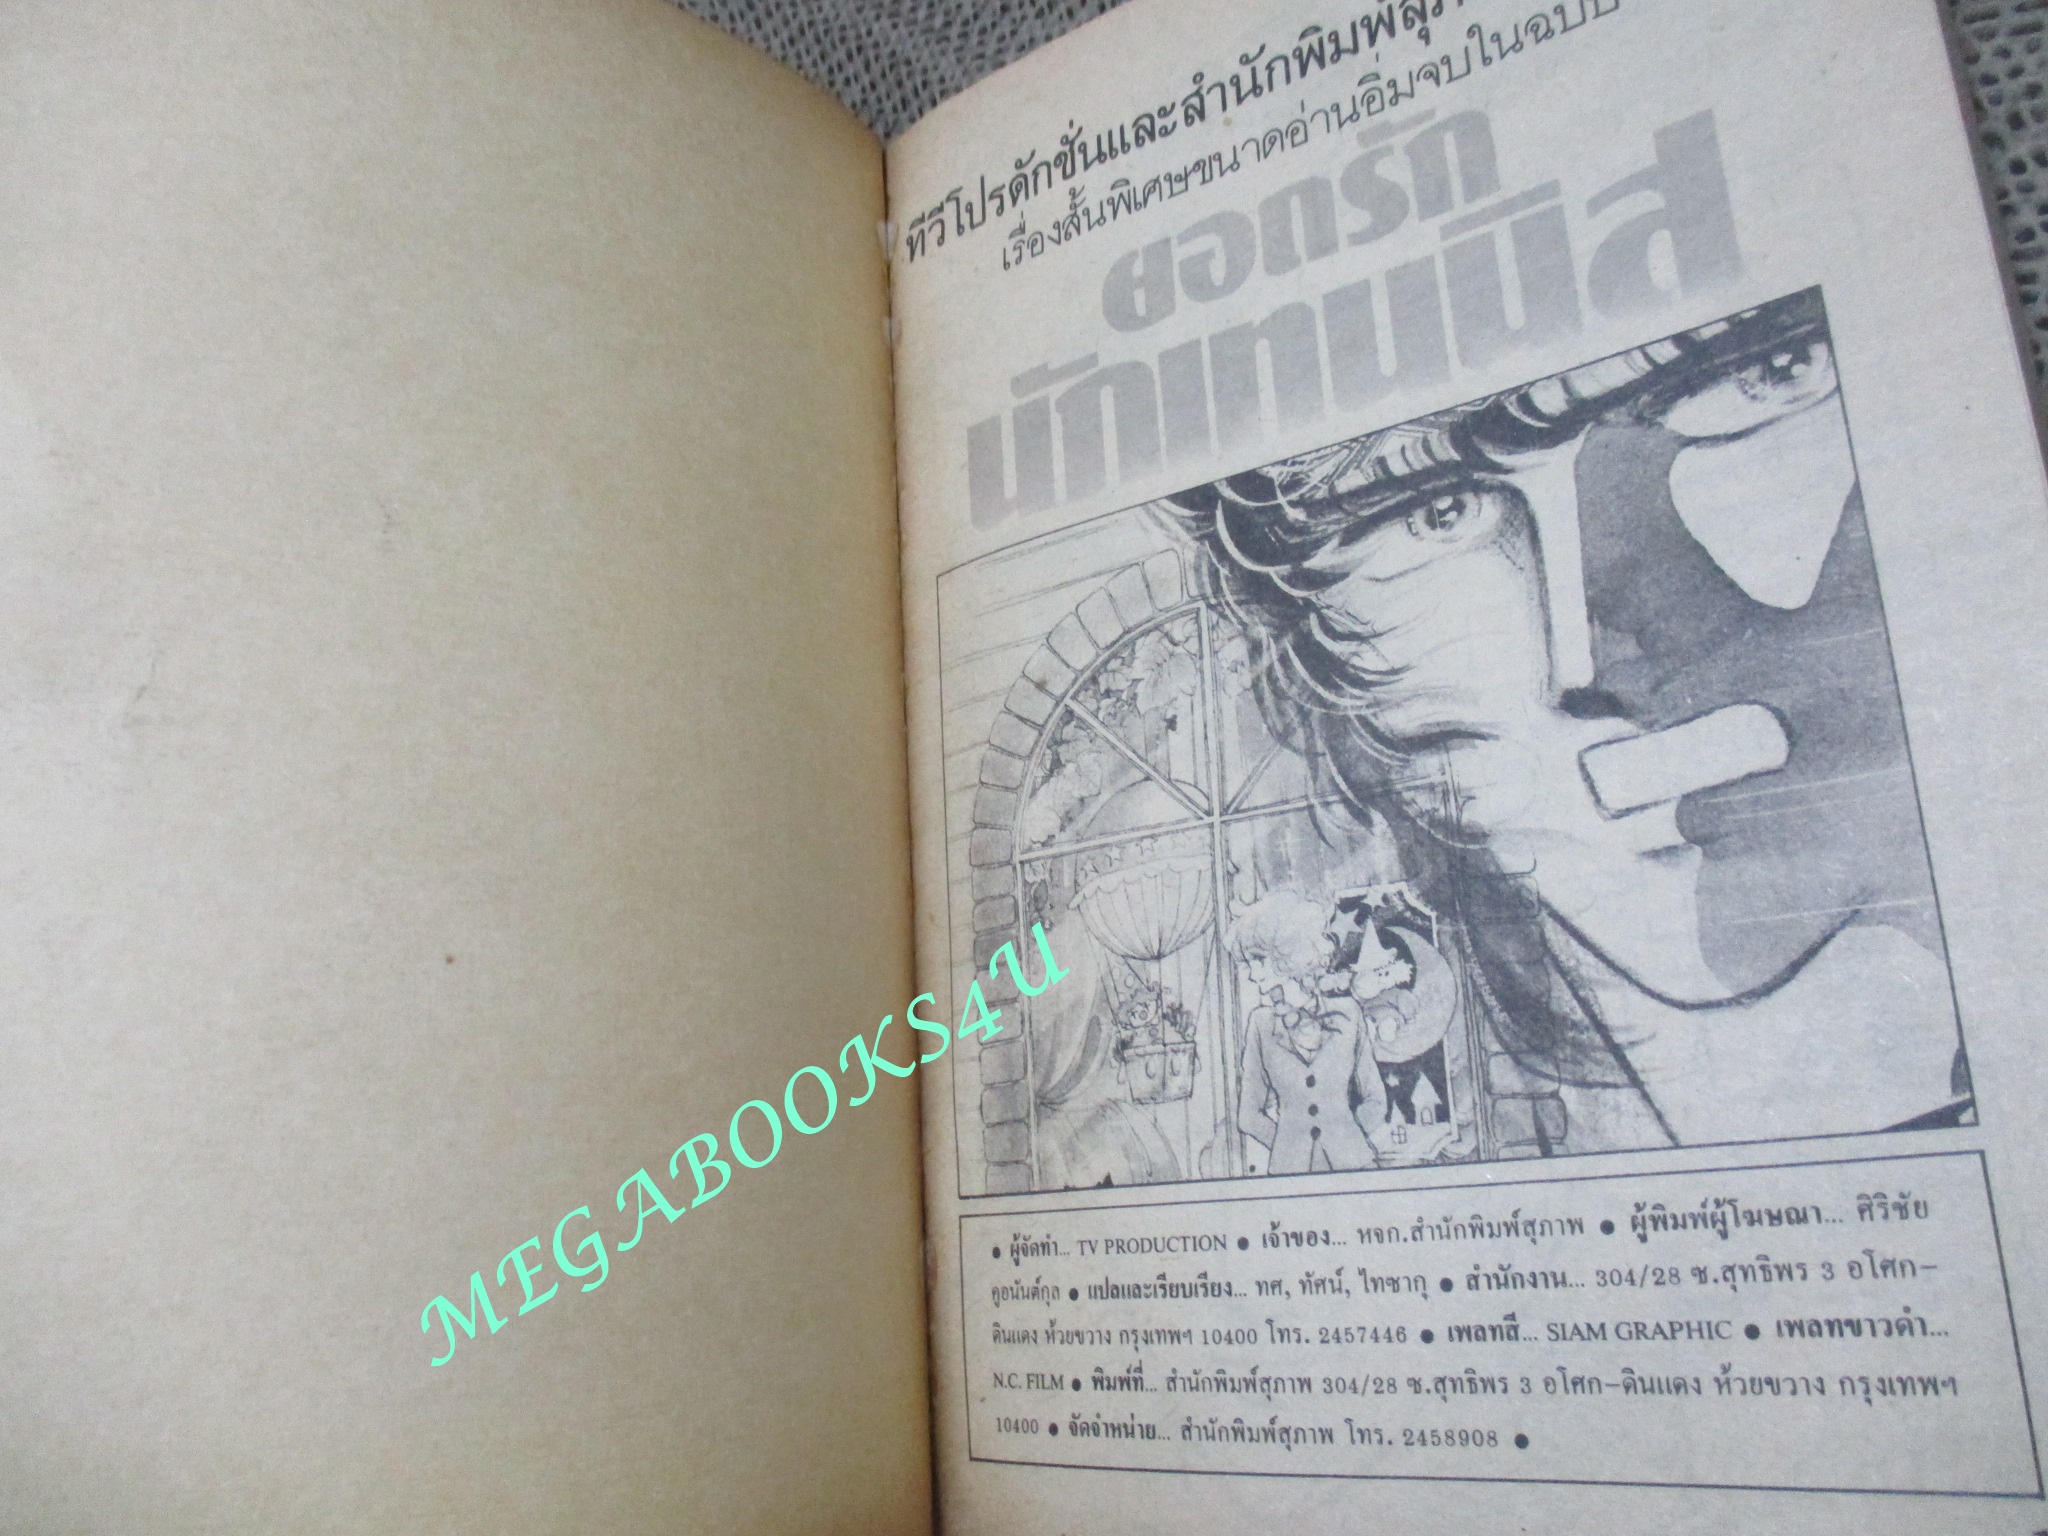 ทีวีโปรดักชั่นและสำนักพิมพ์
เรื่องสั้นพิเศษขนาดอ่านอิ่มจบใน
ยอดรัก
นักเทนนิส
MEGABOOKS4U
● ผู้จัดทำ... TV PRODUCTION ● เจ้าของ... หจก.สำนักพิมพ์สุภาพ ● ผู้พิมพ์ผู้โฆษณา... ศิริชัย
คูอนันต์กุล ● แปลและเรียบเรียง... ทศ, ทัศน์, ไทซากุ ● สำนักงาน... 304/28 ซ.สุทธิพร 3 อโศก-
ดินแดง ห้วยขวาง กรุงเทพฯ 10400 โทร. 2457446 ● เพลทสี... SIAM GRAPHIC ● เพลทขาวดำ...
N.C. FILM ● พิมพ์ที่... สำนักพิมพ์สุภาพ 304/28 ซ.สุทธิพร 3 อโศก-ดินแดง ห้วยขวาง กรุงเทพฯ
10400 ● จัดจำหน่าย... สำนักพิมพ์สุภาพ โทร. 2458908 ●